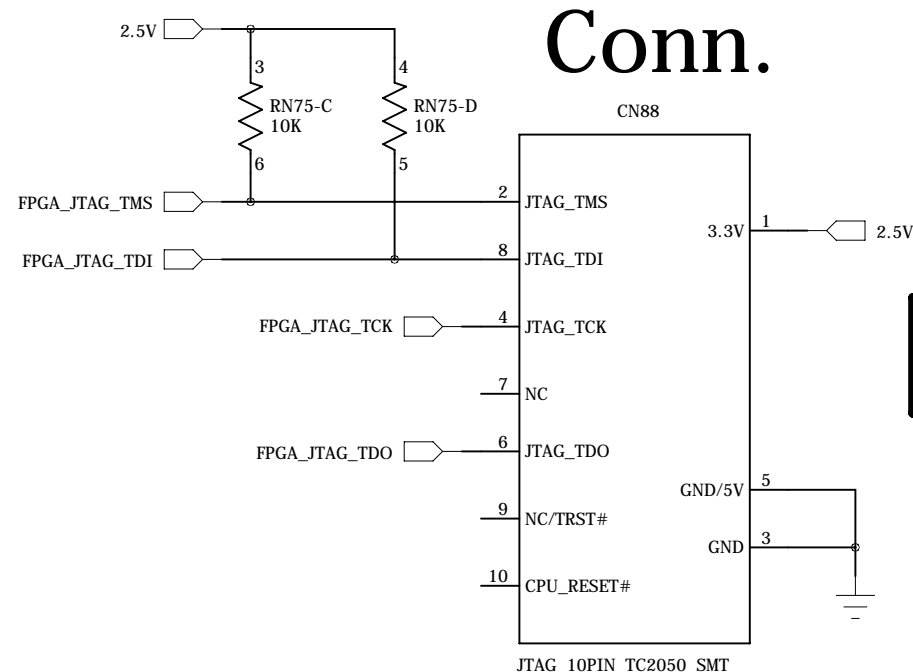 Conn.
2.5V
3
4
RN75-C
10K
RN75-D
10K
6
5
CN88
FPGA_JTAG_TMS
2
JTAG_TMS
3.3V
1
2.5V
FPGA_JTAG_TDI
8
JTAG_TDI
FPGA_JTAG_TCK
4
JTAG_TCK
7
NC
FPGA_JTAG_TDO
6
JTAG_TDO
GND/5V
5
9
NC/TRST#
GND
3
10
CPU_RESET#
JTAG_10PIN_TC2050_SMT